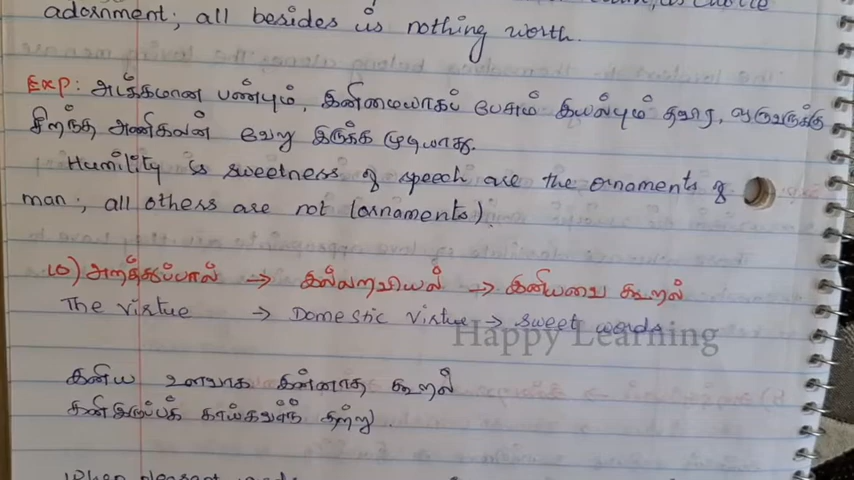 adornment; all besides is nothing worth.
Exp: அடக்கமான பண்பும், இன்மையாகப் பேசும் இயல்பும் தவிர, ஒருவருக்கு
சிறந்த அணிகலன் வேறு இருக்க முடியாது.
Humility is sweetness of speech are the ornaments of
man; all others are not (ornaments).
10) அறத்துப்பால் → இல்லறவியல் → இனியவை கூறல்
The Virtue → Domestic Virtue → sweet words
Happy Learning
இனிய உளவாக இன்னாத கூறல்
கனிஇருப்பக் காய்கவர்ந் தற்று.
When pleasant